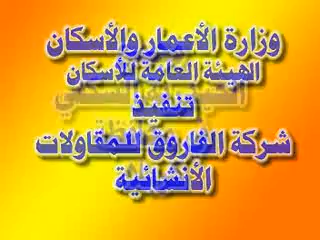 وزارة الأعمار والأسكان
الهيئة العامة للأسكان
تنفيذ
شركة الفاروق للمقاولات
الأنشائية